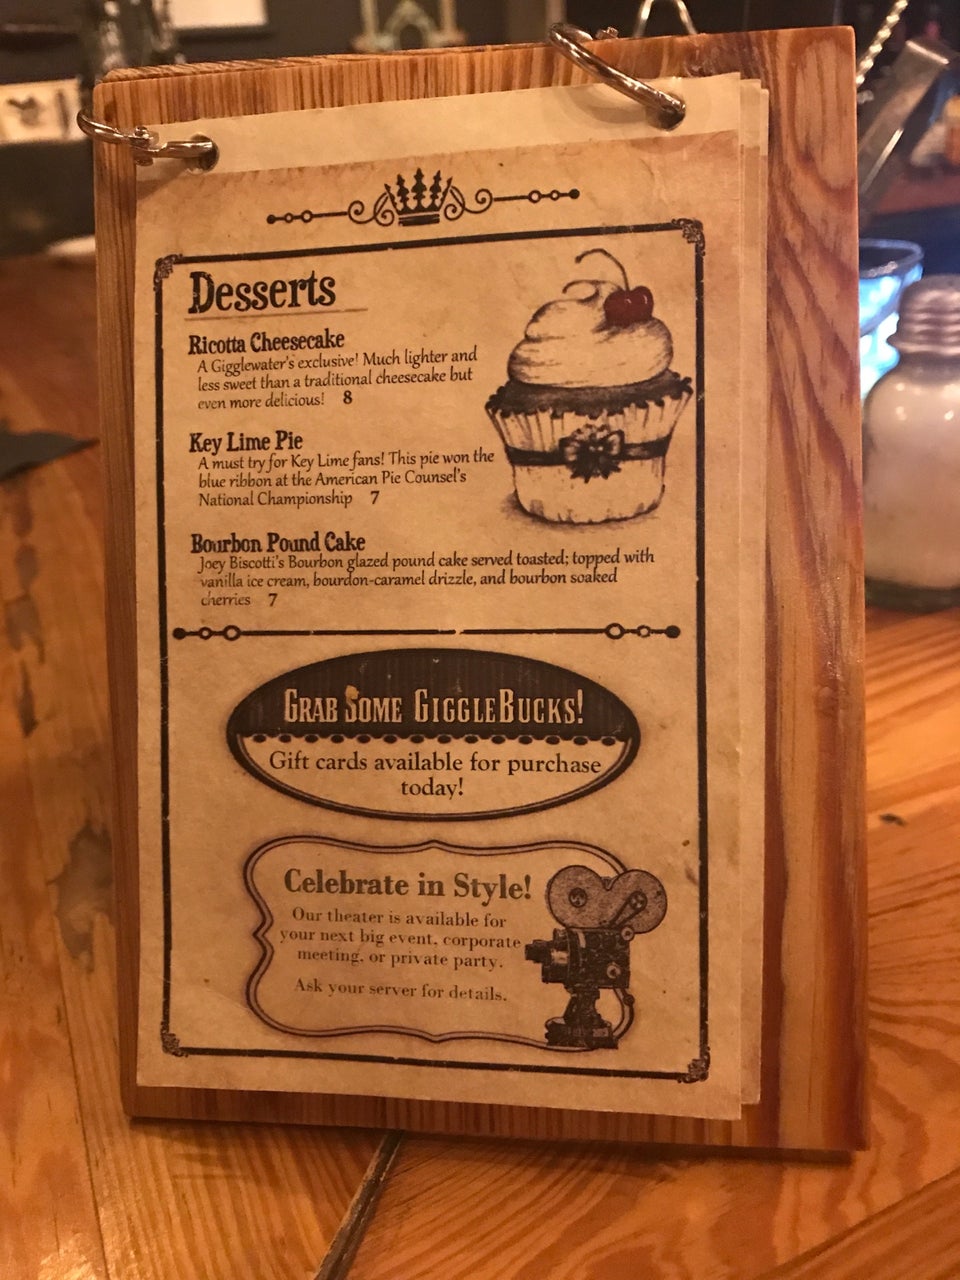 Desserts
Ricotta Cheesecake
A Gigglewater's exclusive! Much lighter and
less sweet than a traditional cheesecake but
even more delicious! 8
Key Lime Pie
A must try for Key Lime fans! This pie won the
blue ribbon at the American Pie Counsel's
National Championship 7
Bourbon Pound Cake
Joey Biscotti's Bourbon glazed pound cake served toasted; topped with
vanilla ice cream, bourdon-caramel drizzle, and bourbon soaked
cherries 7
GRAB SOME GIGGLEBUCKS!
Gift cards available for purchase
today!
Celebrate in Style!
Our theater is available for
your next big event, corporate
meeting, or private party.
Ask your server for details.